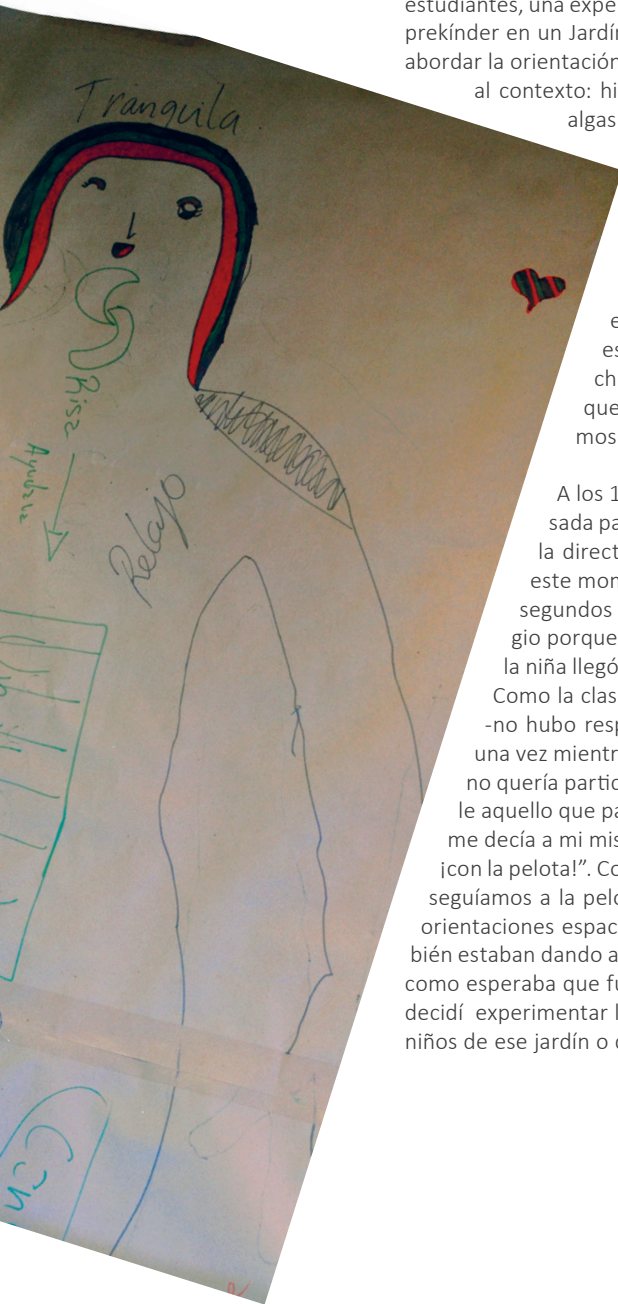 Tranquila
Risa
Ayudar
Relajo
estudiantes, una expe
prekínder en un Jardín
abordar la orientación
al contexto: hi
algas
e
es
ch
que
mos
A los 1
sada pa
la direct
este mon
segundos
gio porque
la niña llegó
Como la clas
-no hubo resp
una vez mientr
no quería partic
le aquello que pa
me decía a mi mis
¡con la pelota!”. Co
seguíamos a la pelo
orientaciones espac
bién estaban dando a
como esperaba que fu
decidí experimentar l
niños de ese jardín o c